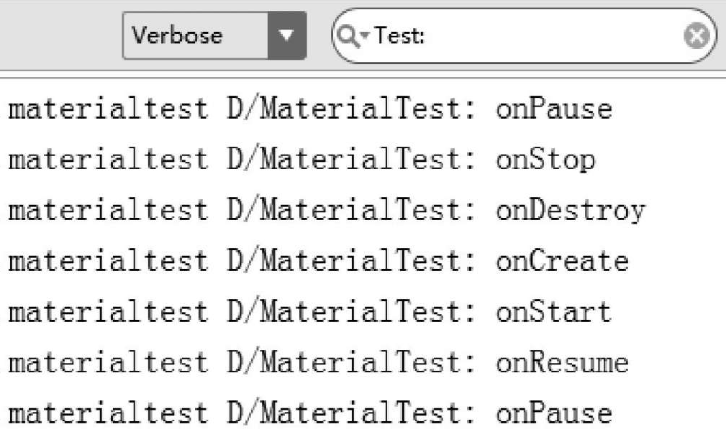 Verbose Test:
materialtest D/MaterialTest: onPause
materialtest D/MaterialTest: onStop
materialtest D/MaterialTest: onDestroy
materialtest D/MaterialTest: onCreate
materialtest D/MaterialTest: onStart
materialtest D/MaterialTest: onResume
materialtest D/MaterialTest: onPause